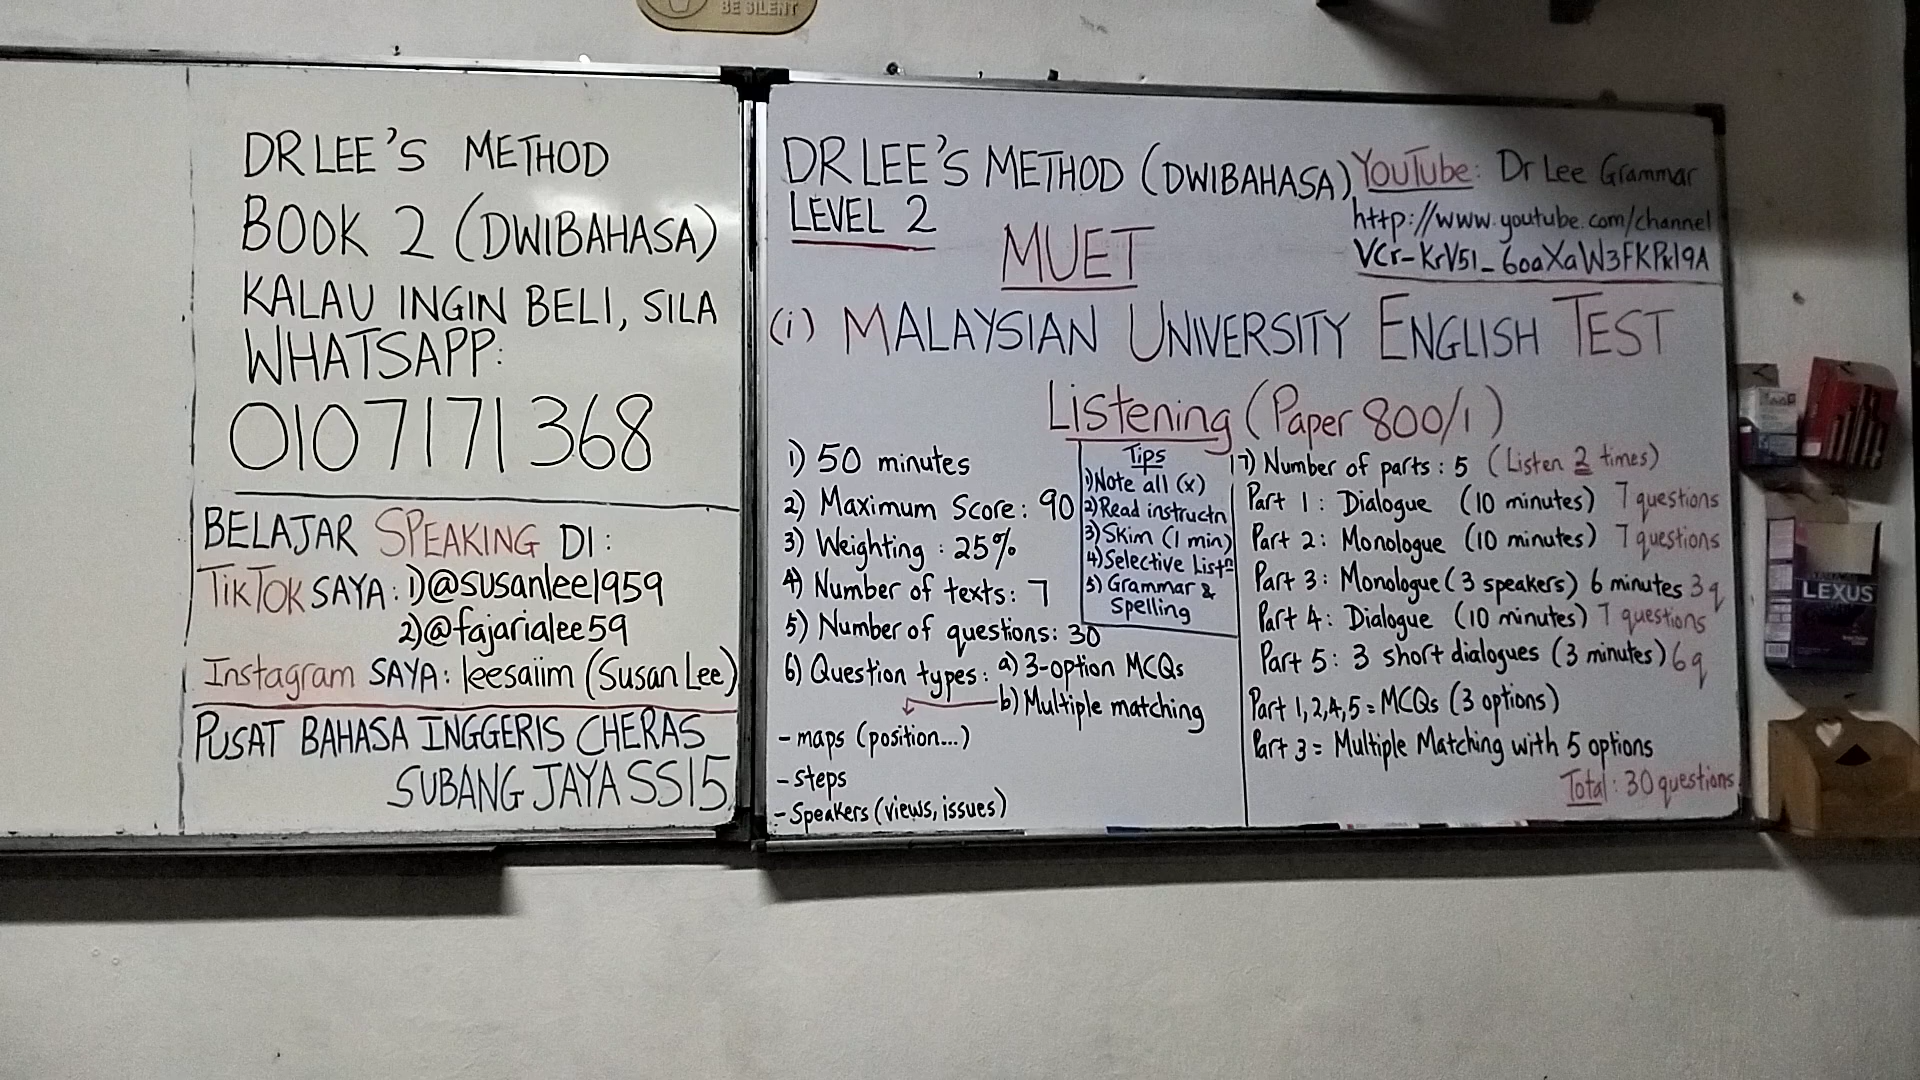 BE SILENT
DR LEE'S METHOD
BOOK 2 (DWIBAHASA)
KALAU INGIN BELI, SILA
WHATSAPP:
0107171368
BELAJAR SPEAKING DI:
TIKTOK SAYA: 1)@susanlee1959
2)@fajarialee59
Instagram SAYA: leesaiim (Susan Lee)
PUSAT BAHASA INGGERIS CHERAS
SUBANG JAYA SS15
DR LEE'S METHOD (DWIBAHASA)
LEVEL 2
YouTube: Dr Lee Grammar
http://www.youtube.com/channel
VCr-KrV51_6oaXaW3FKPkl9A
MUET
(i) MALAYSIAN UNIVERSITY ENGLISH TEST
Listening (Paper 800/1)
1) 50 minutes
2) Maximum Score: 90
3) Weighting: 25%
4) Number of texts: 7
5) Number of questions: 30
6) Question types: a) 3-option MCQs
b) Multiple matching
- maps (position...)
- steps
- Speakers (views, issues)
Tips
1) Note all (x)
2) Read instructn
3) Skim (1 min)
4) Selective Listn
5) Grammar &
Spelling
7) Number of parts: 5 (Listen 2 times)
Part 1: Dialogue (10 minutes) 7 questions
Part 2: Monologue (10 minutes) 7 questions
Part 3: Monologue (3 speakers) 6 minutes 3q
Part 4: Dialogue (10 minutes) 7 questions
Part 5: 3 short dialogues (3 minutes) 6q
Part 1,2,4,5 = MCQs (3 options)
Part 3 = Multiple Matching with 5 options
Total: 30 questions
LEXUS